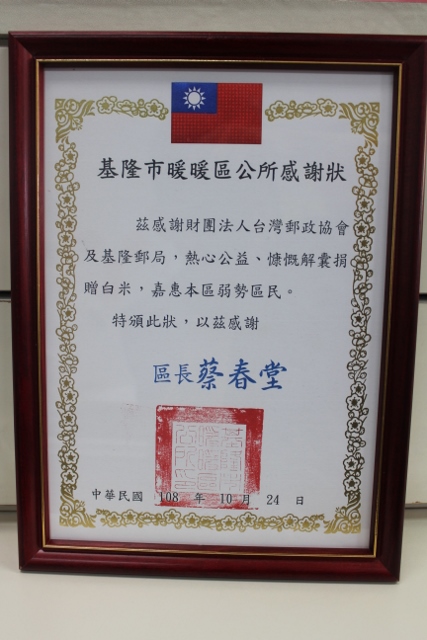 基隆市暖暖區公所感謝狀
茲感謝財團法人台灣郵政協會
及基隆郵局，熱心公益、慷慨解囊捐
贈白米，嘉惠本區弱勢區民。
特頒此狀，以茲感謝
區長蔡春堂
中華民國 108 年 10 月 24 日